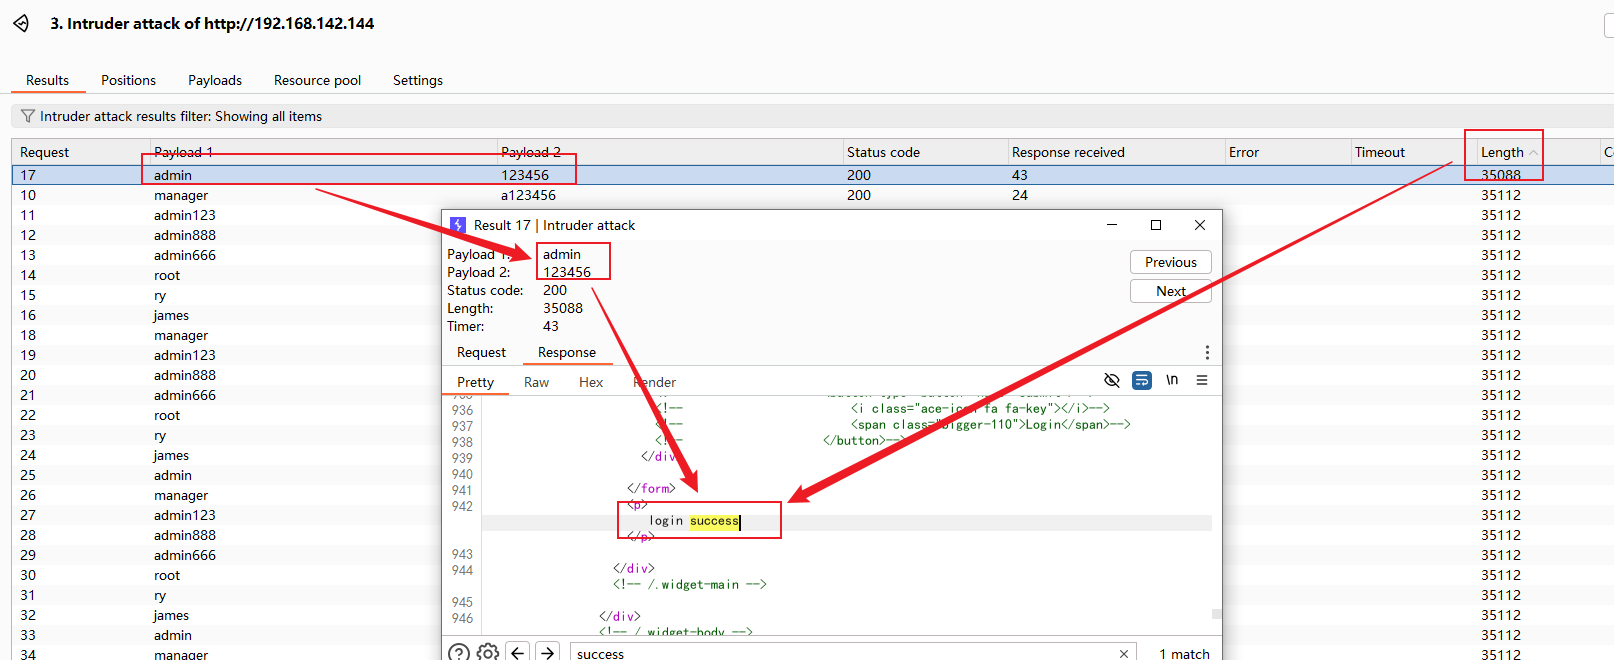 3. Intruder attack of http://192.168.142.144
Results Positions Payloads Resource pool Settings
Intruder attack results filter: Showing all items
Request Payload 1 Payload 2 Status code Response received Error Timeout Length
17 admin 123456 200 43 35088
10 manager a123456 200 24 35112
11 admin123 35112
12 admin888 35112
13 admin666 35112
14 root 35112
15 ry 35112
16 james 35112
18 manager 35112
19 admin123 35112
20 admin888 35112
21 admin666 35112
22 root 35112
23 ry 35112
24 james 35112
25 admin 35112
26 manager 35112
27 admin123 35112
28 admin888 35112
29 admin666 35112
30 root 35112
31 ry 35112
32 james 35112
33 admin 35112
34 manager 35112
Result 17 | Intruder attack
Payload 1: admin
Payload 2: 123456
Status code: 200
Length: 35088
Timer: 43
Previous
Next
Request Response
Pretty Raw Hex Render
\n
936 <!-- <i class="ace-icon fa fa-key"></i>-->
937 <!-- <span class="bigger-110">Login</span>-->
938 <!-- </button>-->
939 </div>
940
941 </form>
942 <p>
login success
</p>
943
944 </div>
<!-- /.widget-main -->
945
946 </div>
<!-- /.widget-body -->
success 1 match